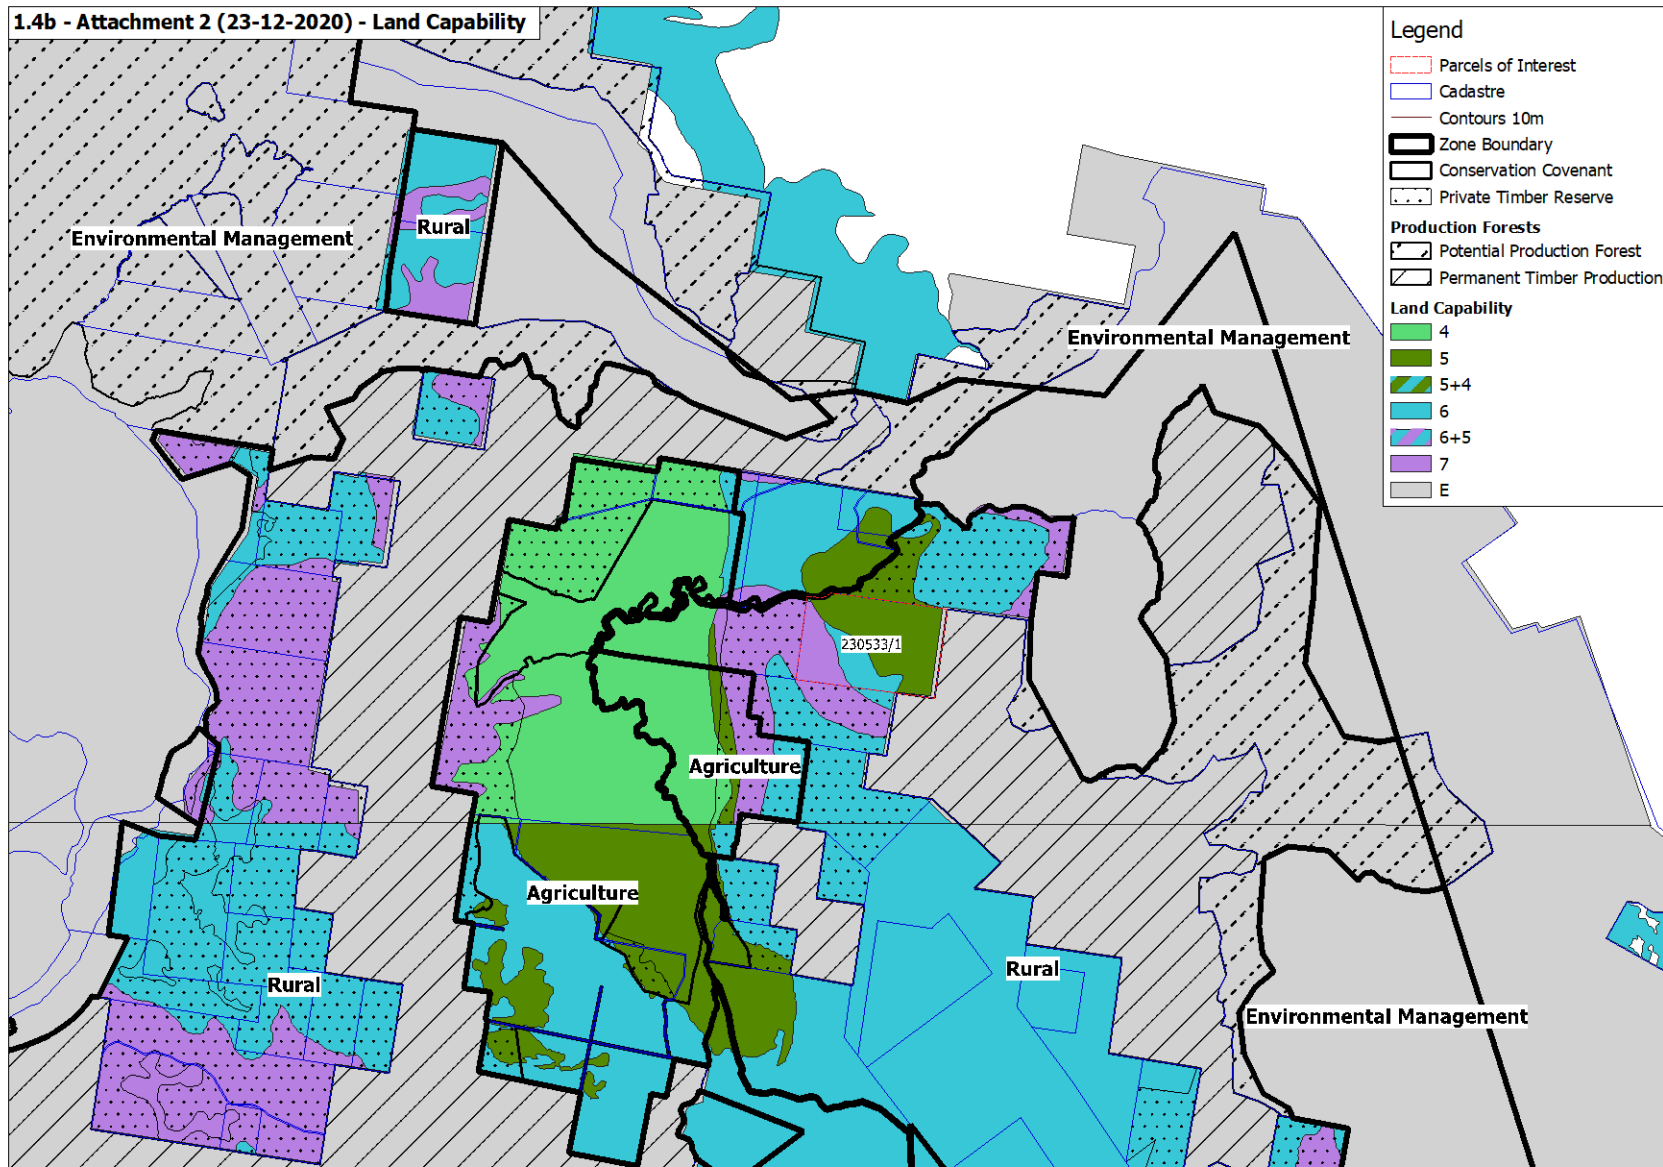 1.4b - Attachment 2 (23-12-2020) - Land Capability
Legend
Parcels of Interest
Cadastre
Contours 10m
Zone Boundary
Conservation Covenant
Private Timber Reserve
Production Forests
Potential Production Forest
Permanent Timber Production
Land Capability
4
5
5+4
6
6+5
7
E
Environmental Management
Rural
Environmental Management
230533/1
Agriculture
Agriculture
Rural
Rural
Environmental Management